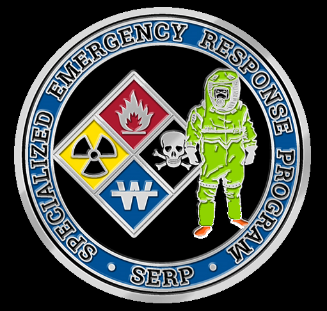 SPECIALIZED EMERGENCY RESPONSE PROGRAM
· SERP ·
W